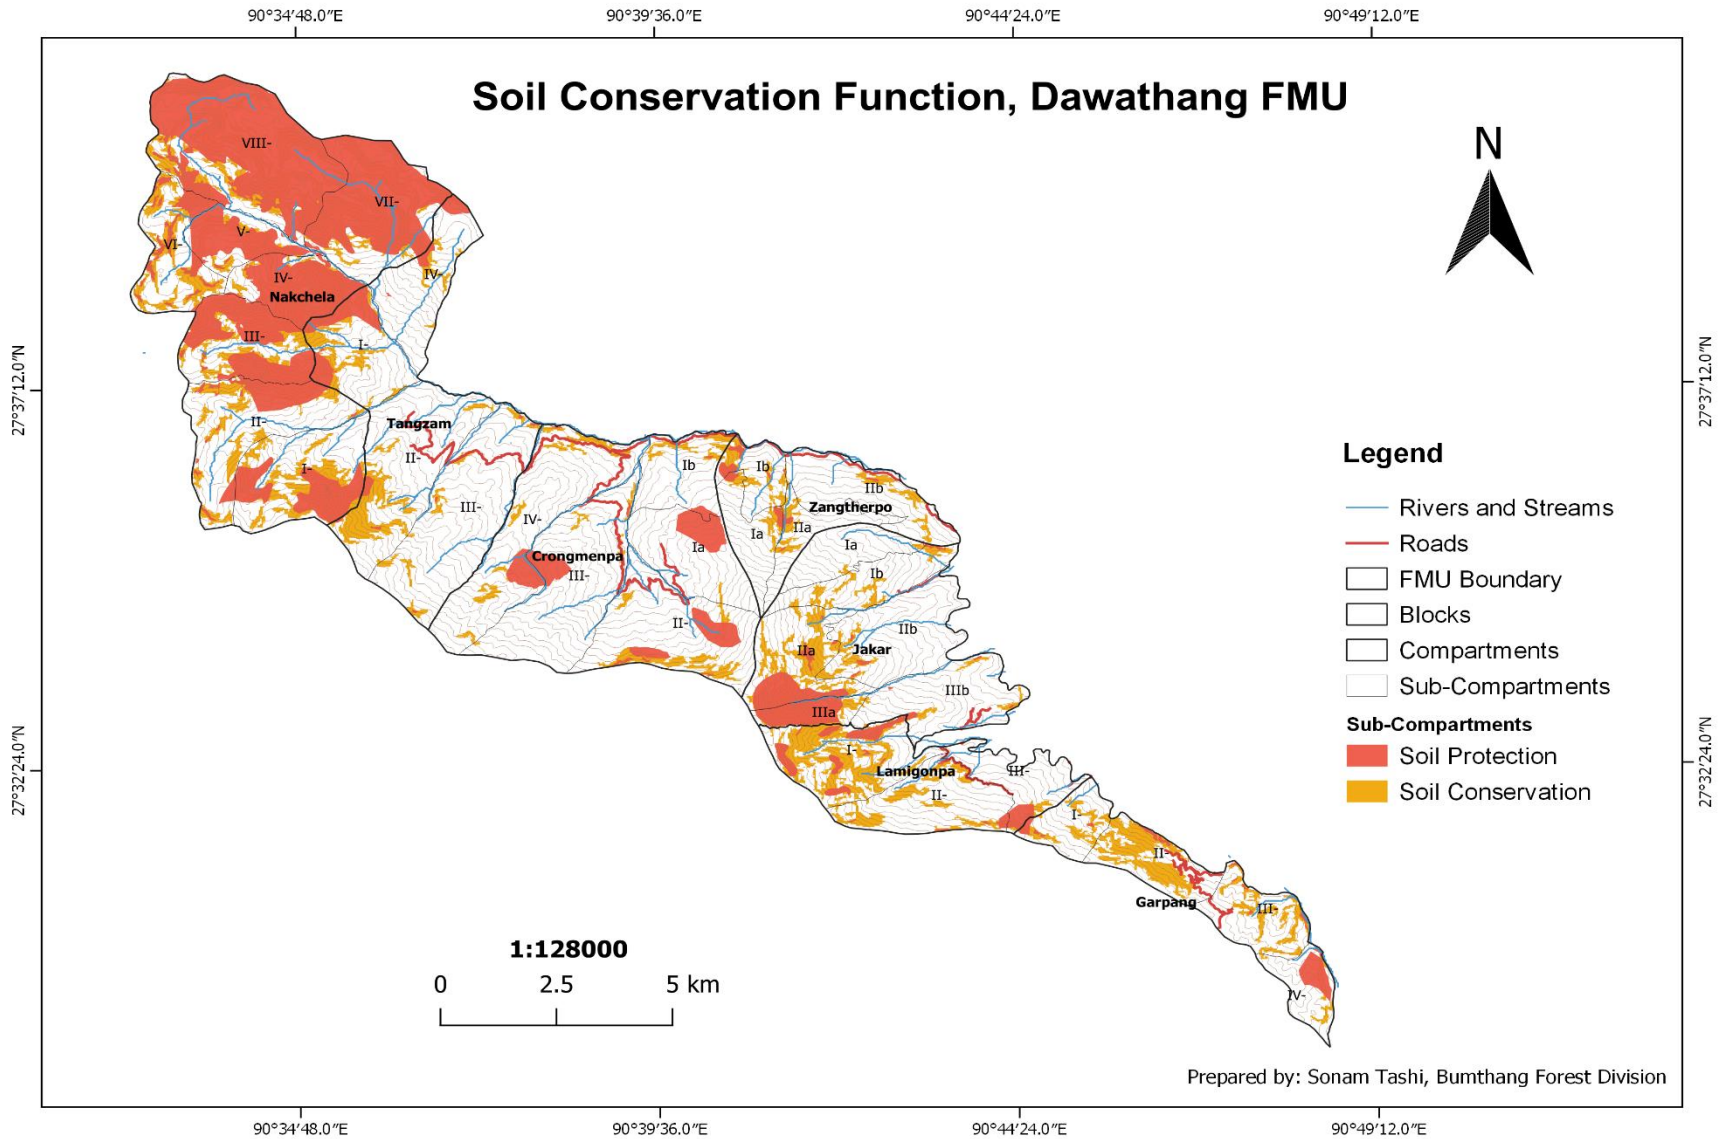 90°34′48.0″E
90°39′36.0″E
90°44′24.0″E
90°49′12.0″E
Soil Conservation Function, Dawathang FMU
N
VIII-
VII-
V-
VI-
IV-
IV-
Nakchela
III-
I-
27°37′12.0″N
27°37′12.0″N
II-
Tangzam
II-
I-
Ib
Ib
IIb
III-
IV-
Zangtherpo
Ia
IIa
Ia
Ia
Crongmenpa
III-
Ib
II-
IIb
IIa
Jakar
IIIb
IIIa
I-
Lamigonpa
III-
II-
I-
II-
Garpang
III-
IV-
27°32′24.0″N
27°32′24.0″N
Legend
Rivers and Streams
Roads
FMU Boundary
Blocks
Compartments
Sub-Compartments
Sub-Compartments
Soil Protection
Soil Conservation
1:128000
0 2.5 5 km
Prepared by: Sonam Tashi, Bumthang Forest Division
90°34′48.0″E
90°39′36.0″E
90°44′24.0″E
90°49′12.0″E